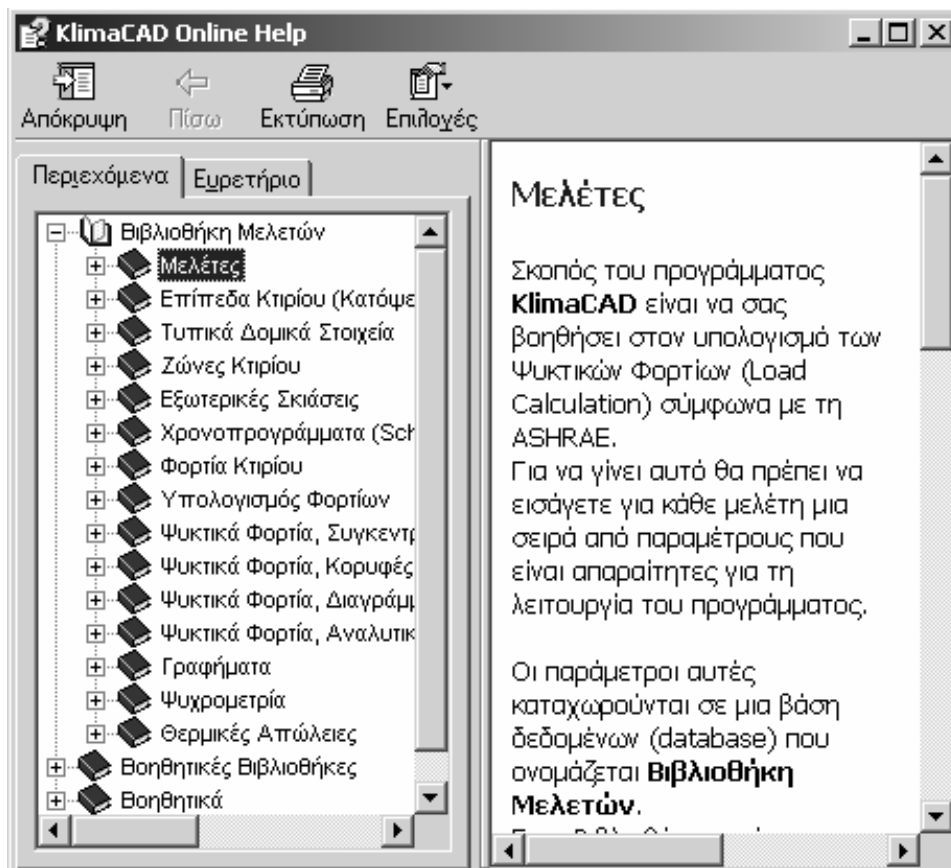 KlimaCAD Online Help
Απόκρυψη Πίσω Εκτύπωση Επιλογές
Περιεχόμενα Ευρετήριο
Βιβλιοθήκη Μελετών
Μελέτες
Επίπεδα Κτιρίου (Κατόψε
Τυπικά Δομικά Στοιχεία
Ζώνες Κτιρίου
Εξωτερικές Σκιάσεις
Χρονοπρογράμματα (Sch
Φορτία Κτιρίου
Υπολογισμός Φορτίων
Ψυκτικά Φορτία, Συγκεντρ
Ψυκτικά Φορτία, Κορυφές
Ψυκτικά Φορτία, Διαγράμμ
Ψυκτικά Φορτία, Αναλυτικ
Γραφήματα
Ψυχρομετρία
Θερμικές Απώλειες
Βοηθητικές Βιβλιοθήκες
Βοηθητικά
Μελέτες
Σκοπός του προγράμματος
KlimaCAD είναι να σας
βοηθήσει στον υπολογισμό των
Ψυκτικών Φορτίων (Load
Calculation) σύμφωνα με τη
ASHRAE.
Για να γίνει αυτό θα πρέπει να
εισάγετε για κάθε μελέτη μια
σειρά από παραμέτρους που
είναι απαραίτητες για τη
λειτουργία του προγράμματος.
Οι παράμετροι αυτές
καταχωρούνται σε μια βάση
δεδομένων (database) που
ονομάζεται Βιβλιοθήκη
Μελετών.